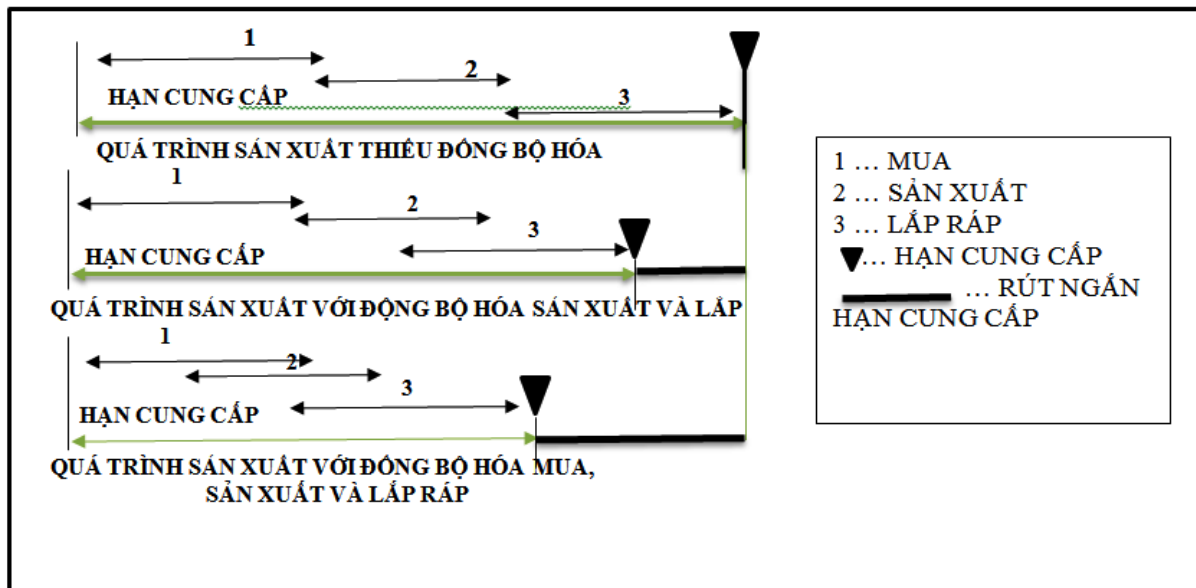 1
2
HẠN CUNG CẤP
3
QUÁ TRÌNH SẢN XUẤT THIẾU ĐỒNG BỘ HÓA
1
2
3
HẠN CUNG CẤP
QUÁ TRÌNH SẢN XUẤT VỚI ĐỘNG BỘ HÓA SẢN XUẤT VÀ LẮP
1
2
3
HẠN CUNG CẤP
QUÁ TRÌNH SẢN XUẤT VỚI ĐỒNG BỘ HÓA MUA,
SẢN XUẤT VÀ LẮP RÁP
1 … MUA
2 … SẢN XUẤT
3 … LẮP RÁP
… HẠN CUNG CẤP
… RÚT NGẮN
HẠN CUNG CẤP